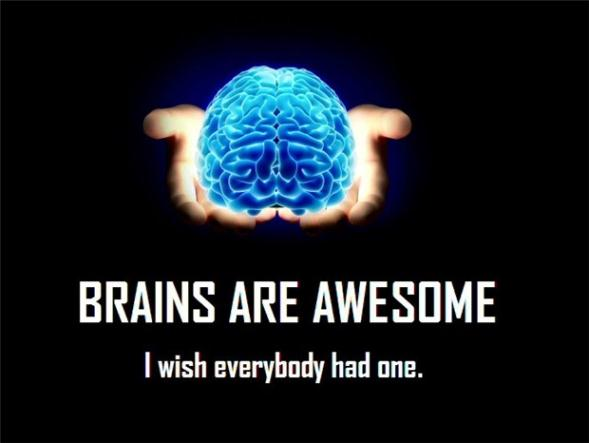 BRAINS ARE AWESOME
I wish everybody had one.